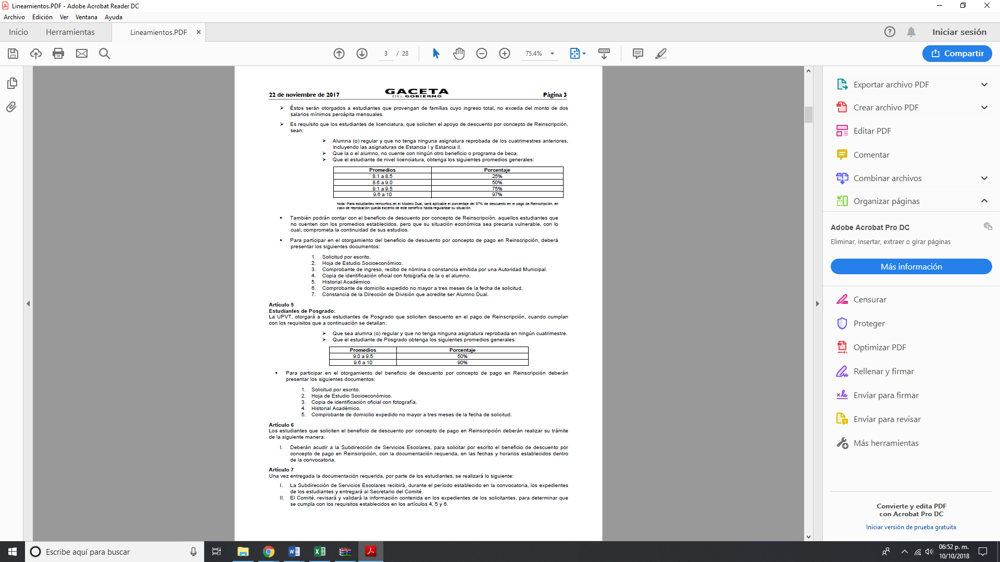 Lineamientos.PDF - Adobe Acrobat Reader DC
Archivo Edición Ver Ventana Ayuda
Inicio Herramientas Lineamientos.PDF × Iniciar sesión
3 / 28 75.4% Compartir
22 de noviembre de 2017 GACETA DEL GOBIERNO Página 3
Éstos serán otorgados a estudiantes que provengan de familias cuyo ingreso total, no exceda del monto de dos
salarios mínimos percápita mensuales.
Es requisito que los estudiantes de licenciatura, que soliciten el apoyo de descuento por concepto de Reinscripción,
sean:
Alumna (o) regular y que no tenga ninguna asignatura reprobada de los cuatrimestres anteriores,
incluyendo las asignaturas de Estancia I y Estancia II.
Que la o el alumno, no cuente con ningún otro beneficio o programa de beca.
Que el estudiante de nivel licenciatura, obtenga los siguientes promedios generales:
Promedios Porcentaje
8.1 a 8.5 25%
8.6 a 9.0 50%
9.1 a 9.5 75%
9.6 a 10 97%
Nota: Para estudiantes reinscritos en el Modelo Dual, será aplicable el porcentaje del 97% de descuento en el pago de Reinscripción, en
caso de reprobación queda excento de este beneficio hasta regularizar su situación.
▪ También podrán contar con el beneficio de descuento por concepto de Reinscripción, aquellos estudiantes que
no cuenten con los promedios establecidos, pero que su situación económica sea precaria vulnerable, con lo
cual, comprometa la continuidad de sus estudios.
▪ Para participar en el otorgamiento del beneficio de descuento por concepto de pago en Reinscripción, deberá
presentar los siguientes documentos:
1. Solicitud por escrito.
2. Hoja de Estudio Socioeconómico.
3. Comprobante de ingreso, recibo de nómina o constancia emitida por una Autoridad Municipal.
4. Copia de identificación oficial con fotografía de la o el alumno.
5. Historial Académico.
6. Comprobante de domicilio expedido no mayor a tres meses de la fecha de solicitud.
7. Constancia de la Dirección de División que acredite ser Alumno Dual.
Artículo 5
Estudiantes de Posgrado:
La UPVT, otorgará a sus estudiantes de Posgrado que soliciten descuento en el pago de Reinscripción, cuando cumplan
con los requisitos que a continuación se detallan:
Que sea alumna (o) regular y que no tenga ninguna asignatura reprobada en ningún cuatrimestre.
Que el estudiante de Posgrado obtenga los siguientes promedios generales:
Promedios Porcentaje
9.0 a 9.5 50%
9.6 a 10 90%
▪ Para participar en el otorgamiento del beneficio de descuento por concepto de pago en Reinscripción deberán
presentar los siguientes documentos:
1. Solicitud por escrito.
2. Hoja de Estudio Socioeconómico.
3. Copia de identificación oficial con fotografía.
4. Historial Académico.
5. Comprobante de domicilio expedido no mayor a tres meses de la fecha de solicitud.
Artículo 6
Los estudiantes que soliciten el beneficio de descuento por concepto de pago en Reinscripción deberán realizar su trámite
de la siguiente manera:
I. Deberán acudir a la Subdirección de Servicios Escolares, para solicitar por escrito el beneficio de descuento por
concepto de pago en Reinscripción, con la documentación requerida, en las fechas y horarios establecidos dentro
de la convocatoria.
Artículo 7
Una vez entregada la documentación requerida, por parte de los estudiantes, se realizará lo siguiente:
I. La Subdirección de Servicios Escolares recibirá, durante el período establecido en la convocatoria, los expedientes
de los estudiantes y entregará al Secretario del Comité.
II. El Comité, revisará y validará la información contenida en los expedientes de los solicitantes, para determinar que
se cumpla con los requisitos establecidos en los artículos 4, 5 y 6.
Exportar archivo PDF
Crear archivo PDF
Editar PDF
Comentar
Combinar archivos
Organizar páginas
Adobe Acrobat Pro DC
Eliminar, insertar, extraer o girar páginas
Más información
Censurar
Proteger
Optimizar PDF
Rellenar y firmar
Enviar para firmar
Enviar para revisar
Más herramientas
Convierte y edita PDF
con Acrobat Pro DC
Iniciar versión de prueba gratuita
Escribe aquí para buscar
06:52 p. m.
10/10/2018